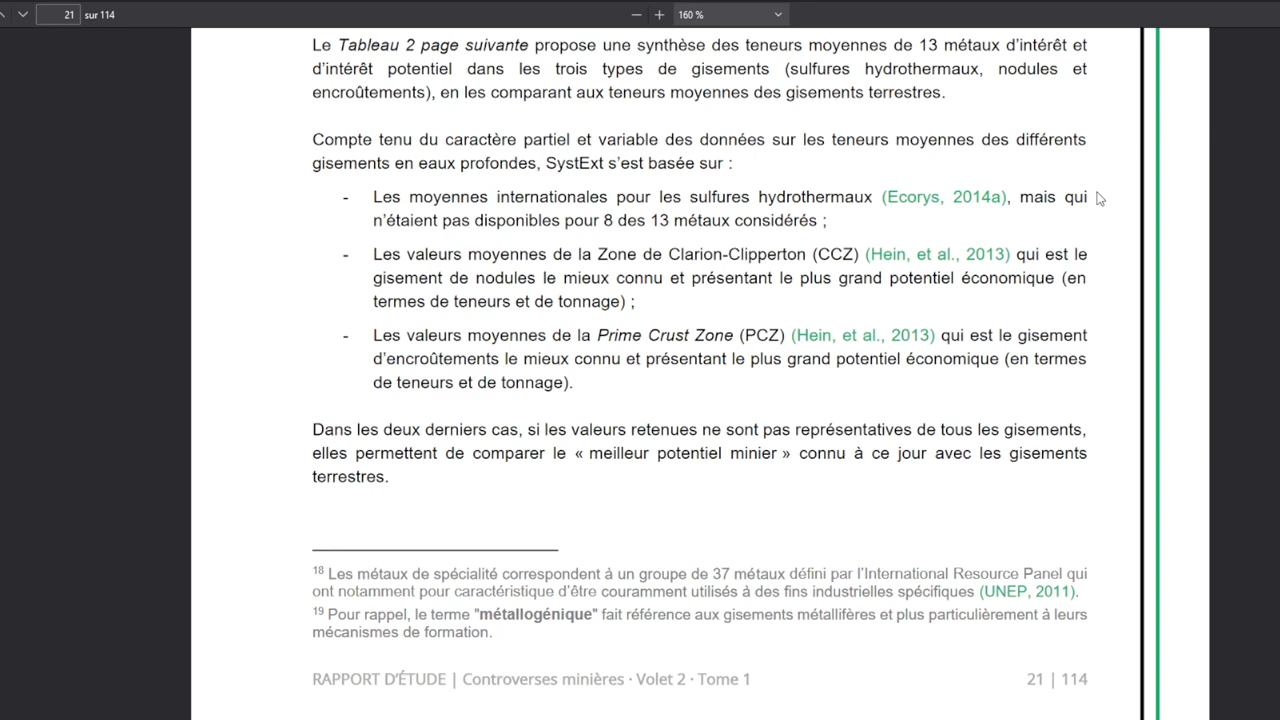 21 sur 114 160 %
Le Tableau 2 page suivante propose une synthèse des teneurs moyennes de 13 métaux d’intérêt et
d’intérêt potentiel dans les trois types de gisements (sulfures hydrothermaux, nodules et
encroûtements), en les comparant aux teneurs moyennes des gisements terrestres.
Compte tenu du caractère partiel et variable des données sur les teneurs moyennes des différents
gisements en eaux profondes, SystExt s’est basée sur :
- Les moyennes internationales pour les sulfures hydrothermaux (Ecorys, 2014a), mais qui
n’étaient pas disponibles pour 8 des 13 métaux considérés ;
- Les valeurs moyennes de la Zone de Clarion-Clipperton (CCZ) (Hein, et al., 2013) qui est le
gisement de nodules le mieux connu et présentant le plus grand potentiel économique (en
termes de teneurs et de tonnage) ;
- Les valeurs moyennes de la Prime Crust Zone (PCZ) (Hein, et al., 2013) qui est le gisement
d’encroûtements le mieux connu et présentant le plus grand potentiel économique (en termes
de teneurs et de tonnage).
Dans les deux derniers cas, si les valeurs retenues ne sont pas représentatives de tous les gisements,
elles permettent de comparer le « meilleur potentiel minier » connu à ce jour avec les gisements
terrestres.
18 Les métaux de spécialité correspondent à un groupe de 37 métaux défini par l’International Resource Panel qui
ont notamment pour caractéristique d’être couramment utilisés à des fins industrielles spécifiques (UNEP, 2011).
19 Pour rappel, le terme "métallogénique" fait référence aux gisements métallifères et plus particulièrement à leurs
mécanismes de formation.
RAPPORT D’ÉTUDE | Controverses minières · Volet 2 · Tome 1 21 | 114